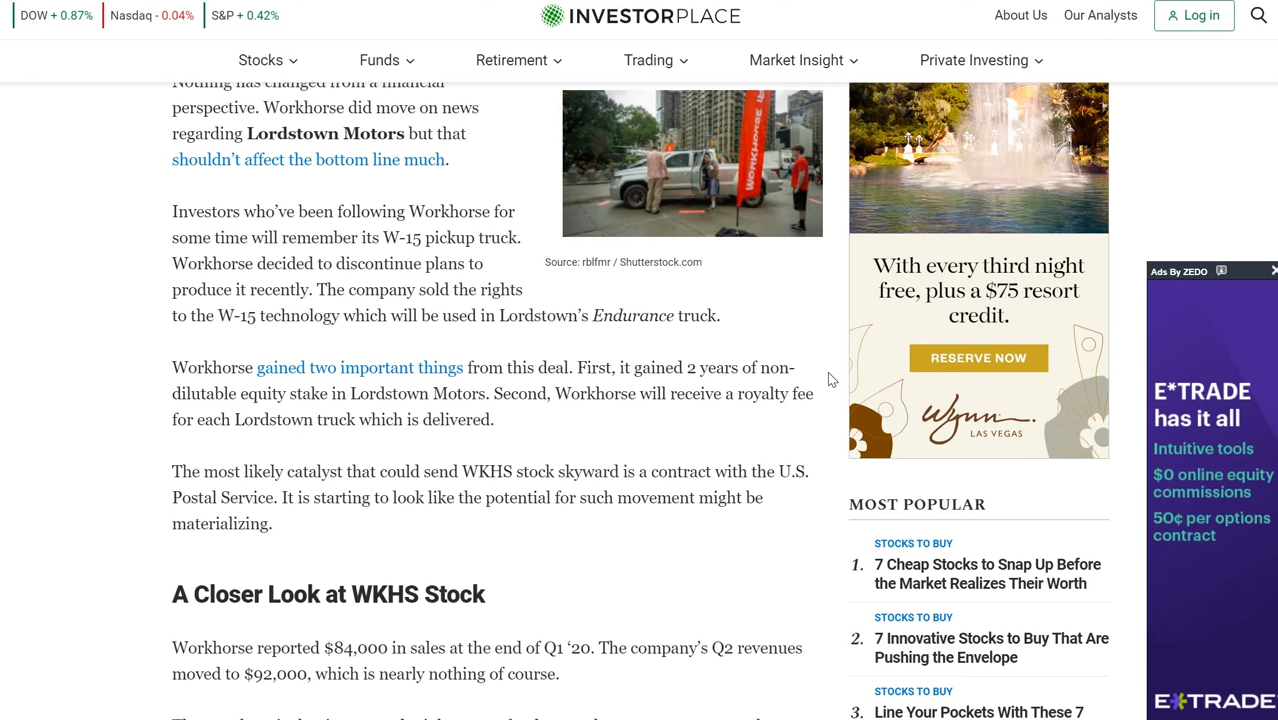 DOW + 0.87%
Nasdaq - 0.04%
S&P + 0.42%
INVESTORPLACE
About Us
Our Analysts
Log in
Stocks
Funds
Retirement
Trading
Market Insight
Private Investing
Nothing has changed from a financial
perspective. Workhorse did move on news
regarding Lordstown Motors but that
shouldn't affect the bottom line much.
WORKHORSE
Investors who've been following Workhorse for
some time will remember its W-15 pickup truck.
Workhorse decided to discontinue plans to
produce it recently. The company sold the rights
to the W-15 technology which will be used in Lordstown's Endurance truck.
Source: rblfmr / Shutterstock.com
Workhorse gained two important things from this deal. First, it gained 2 years of non-
dilutable equity stake in Lordstown Motors. Second, Workhorse will receive a royalty fee
for each Lordstown truck which is delivered.
The most likely catalyst that could send WKHS stock skyward is a contract with the U.S.
Postal Service. It is starting to look like the potential for such movement might be
materializing.
A Closer Look at WKHS Stock
Workhorse reported $84,000 in sales at the end of Q1 ‘20. The company's Q2 revenues
moved to $92,000, which is nearly nothing of course.
With every third night
free, plus a $75 resort
credit.
RESERVE NOW
Wynn
LAS VEGAS
MOST POPULAR
STOCKS TO BUY
1. 7 Cheap Stocks to Snap Up Before
the Market Realizes Their Worth
STOCKS TO BUY
2. 7 Innovative Stocks to Buy That Are
Pushing the Envelope
STOCKS TO BUY
3. Line Your Pockets With These 7
Ads By ZEDO
E*TRADE
has it all
Intuitive tools
$0 online equity
commissions
50¢ per options
contract
E*TRADE